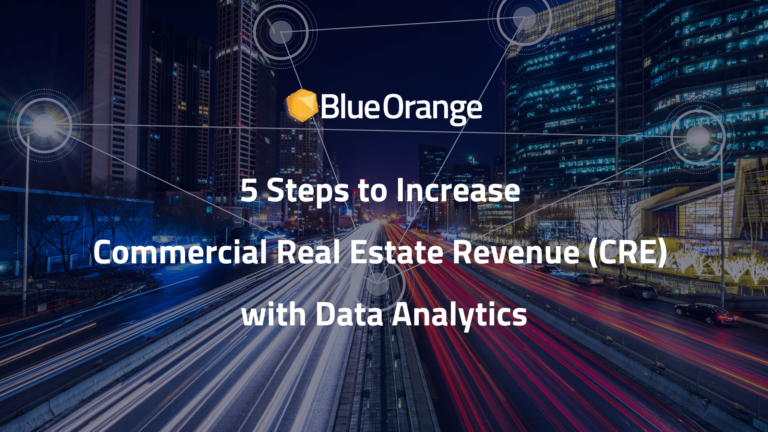 BlueOrange
5 Steps to Increase
Commercial Real Estate Revenue (CRE)
with Data Analytics